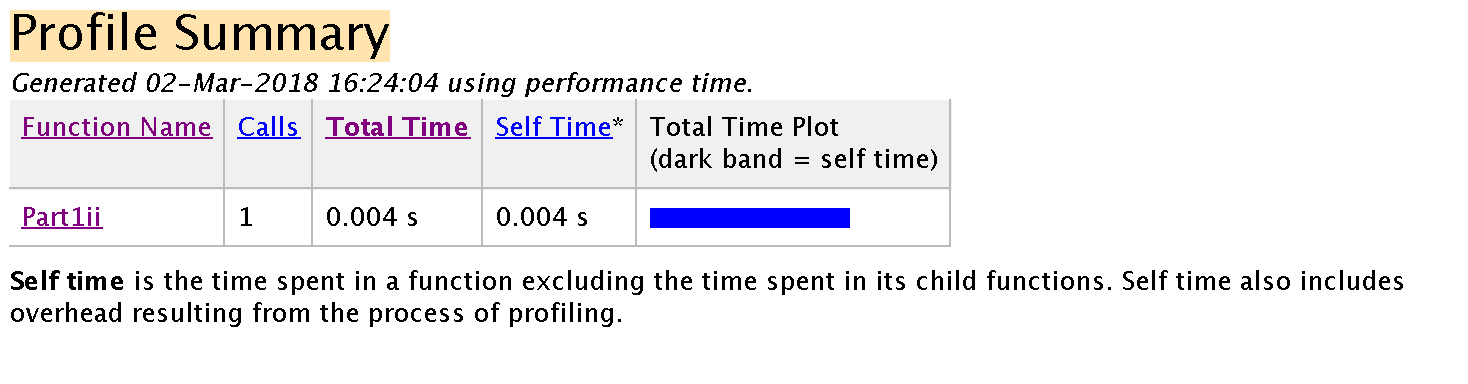 Profile Summary
Generated 02-Mar-2018 16:24:04 using performance time.
Function Name Calls Total Time Self Time* Total Time Plot
(dark band = self time)
Part1ii 1 0.004 s 0.004 s
Self time is the time spent in a function excluding the time spent in its child functions. Self time also includes
overhead resulting from the process of profiling.